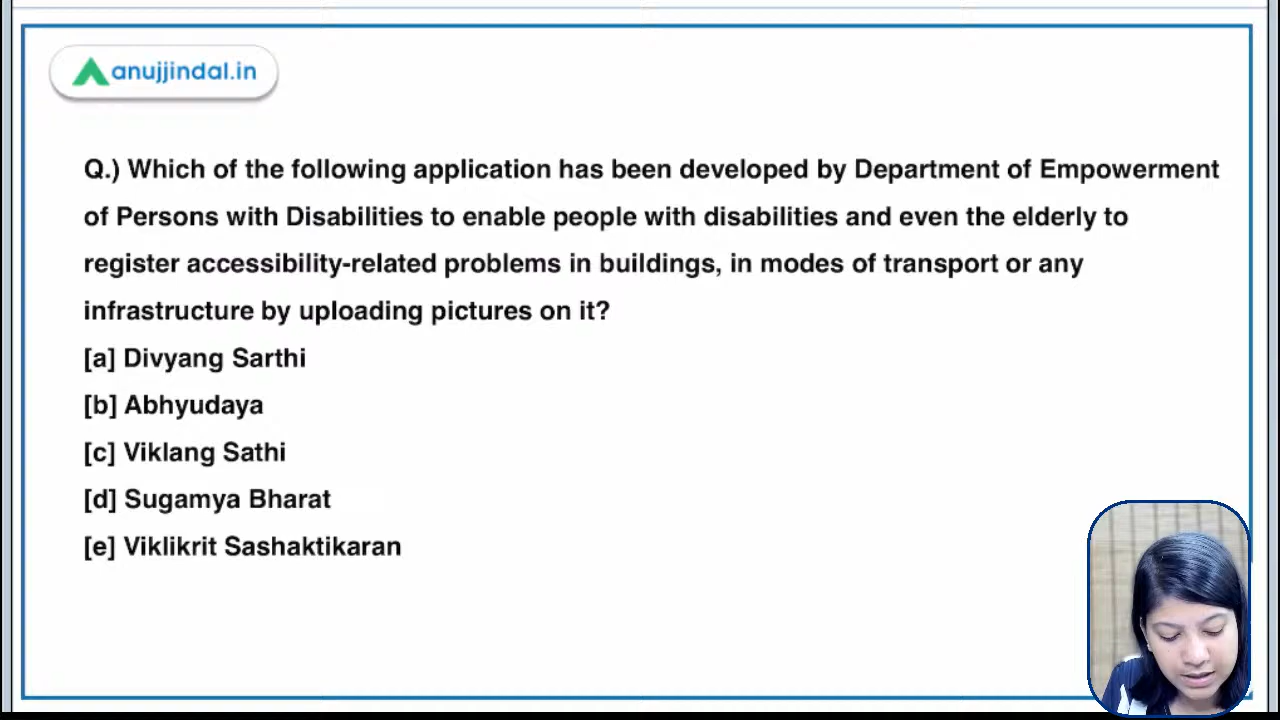 anujjindal.in
Q.) Which of the following application has been developed by Department of Empowerment
of Persons with Disabilities to enable people with disabilities and even the elderly to
register accessibility-related problems in buildings, in modes of transport or any
infrastructure by uploading pictures on it?
[a] Divyang Sarthi
[b] Abhyudaya
[c] Viklang Sathi
[d] Sugamya Bharat
[e] Viklikrit Sashaktikaran